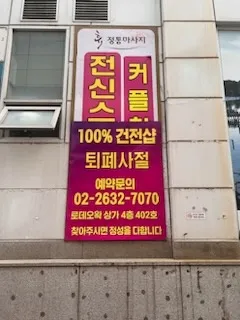 정통마사지
전신스
커플
100% 건전샵
퇴폐사절
예약문의
02-2632-7070
로데오왁 상가 4층 402호
찾아주시면 정성을 다합니다